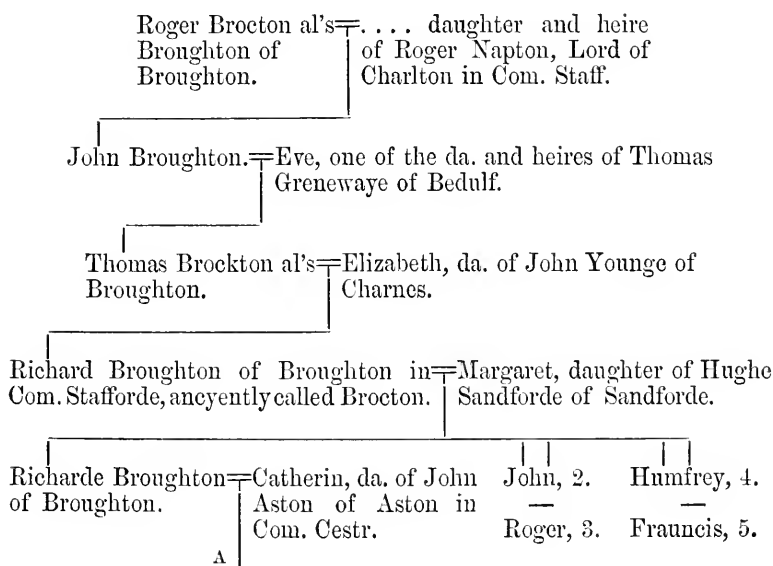 Roger Brocton al's=.... daughter and heire
Broughton of of Roger Napton, Lord of
Broughton. Charlton in Com. Staff.
John Broughton.=Eve, one of the da. and heires of Thomas
Grenewaye of Bedulf.
Thomas Brockton al's=Elizabeth, da. of John Younge of
Broughton. Charnes.
Richard Broughton of Broughton in=Margaret, daughter of Hughe
Com. Stafforde, ancyently called Brocton. Sandforde of Sandforde.
Richarde Broughton=Catherin, da. of John John, 2. Humfrey, 4.
of Broughton. Aston of Aston in — —
Com. Cestr. Roger, 3. Frauncis, 5.
A